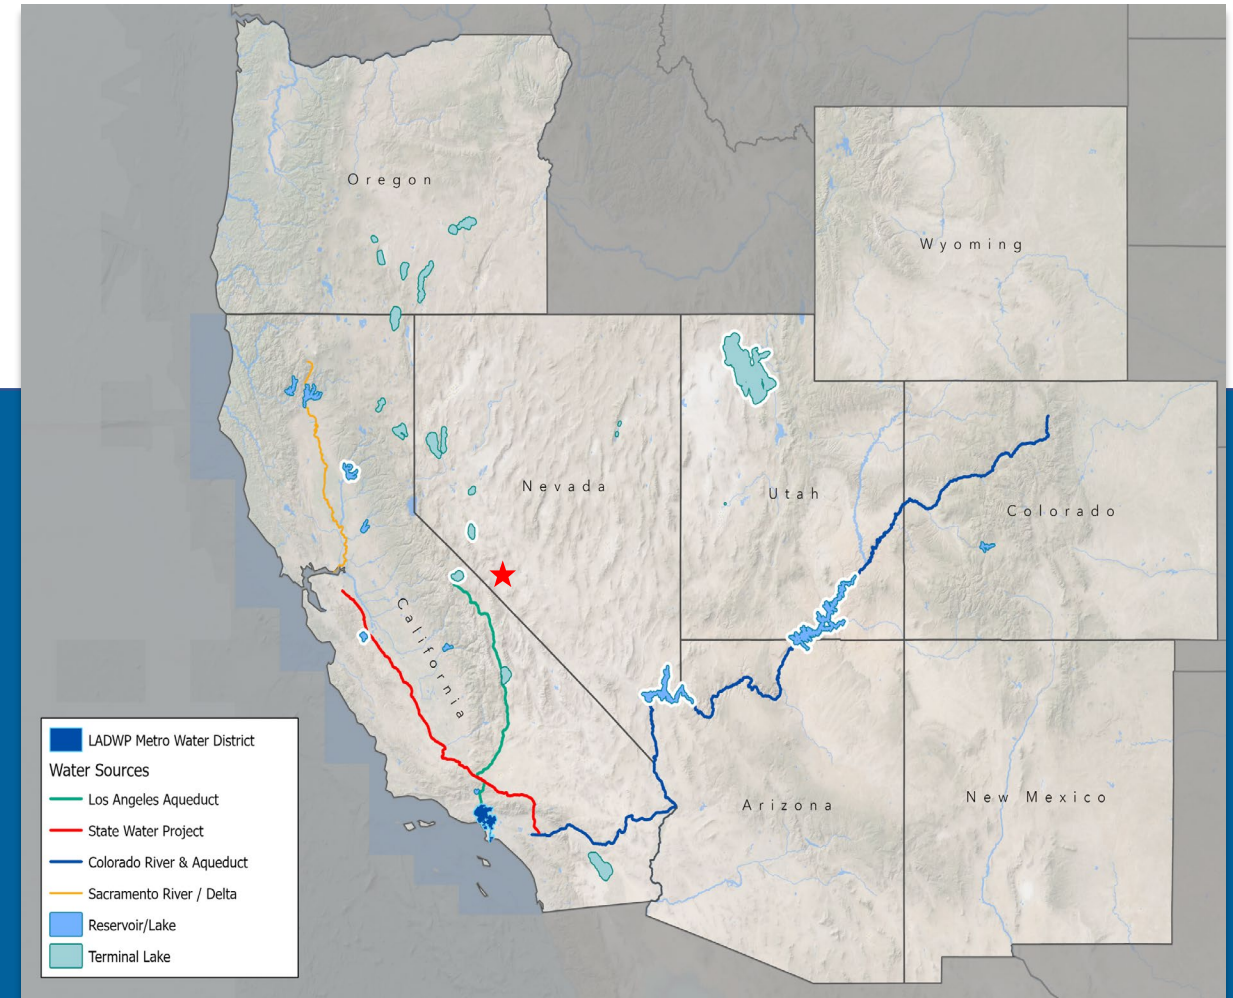 Oregon
Wyoming
Nevada
Utah
Colorado
California
Arizona
New Mexico
LADWP Metro Water District
Water Sources
Los Angeles Aqueduct
State Water Project
Colorado River & Aqueduct
Sacramento River / Delta
Reservoir/Lake
Terminal Lake